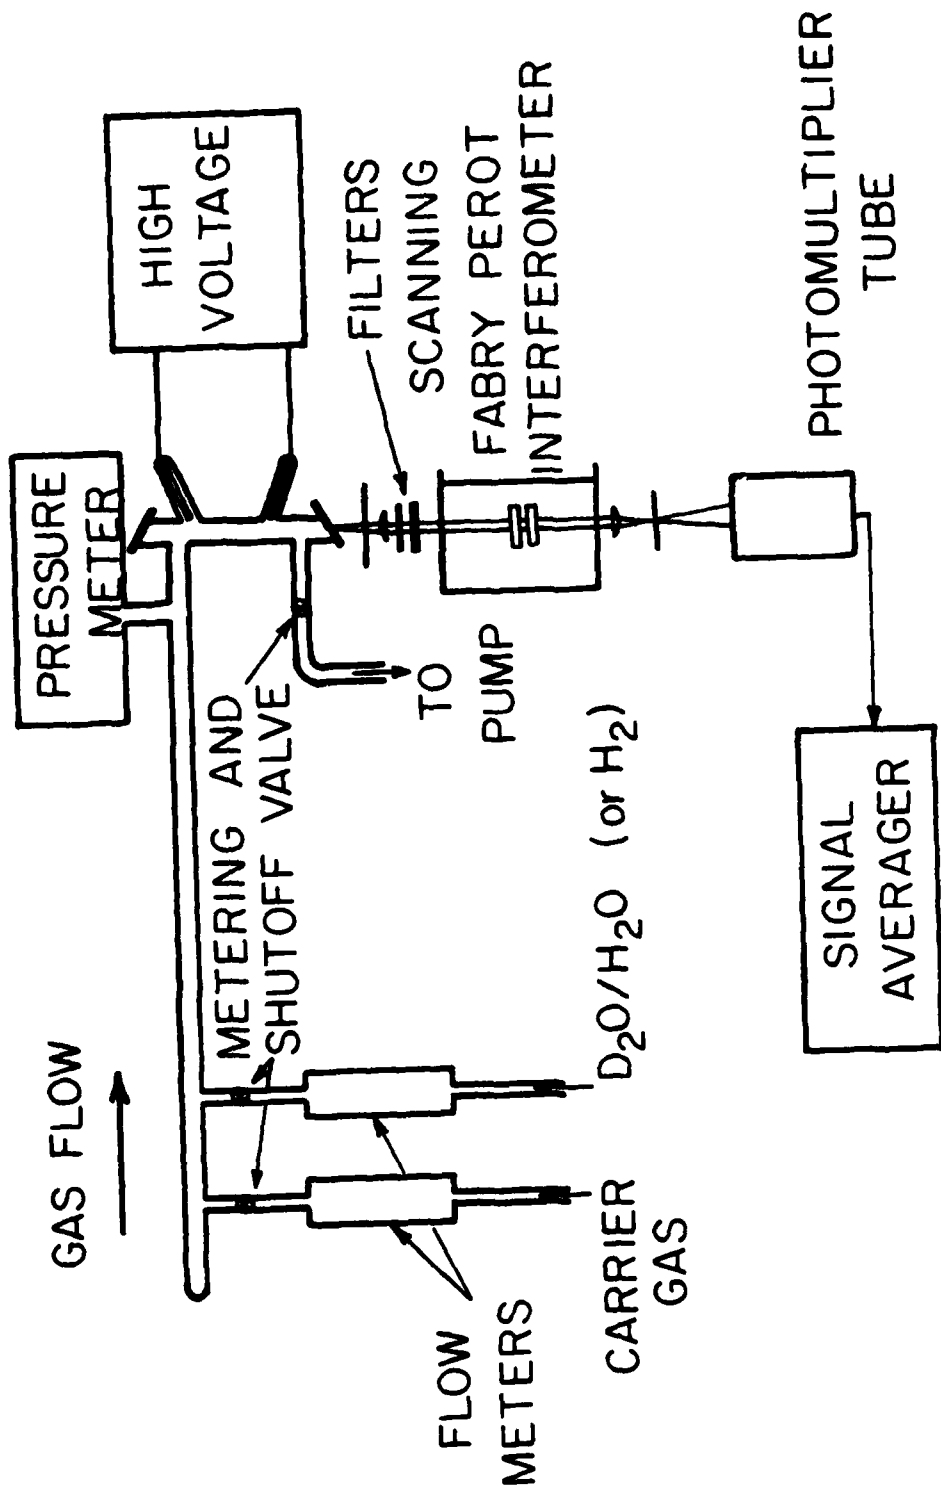 GAS FLOW
PRESSURE
METER
HIGH
VOLTAGE
METERING AND
SHUTOFF VALVE
FILTERS
SCANNING
FABRY PEROT
INTERFEROMETER
FLOW
METERS
CARRIER
GAS
D₂O/H₂O (or H₂)
TO
PUMP
PHOTOMULTIPLIER
TUBE
SIGNAL
AVERAGER